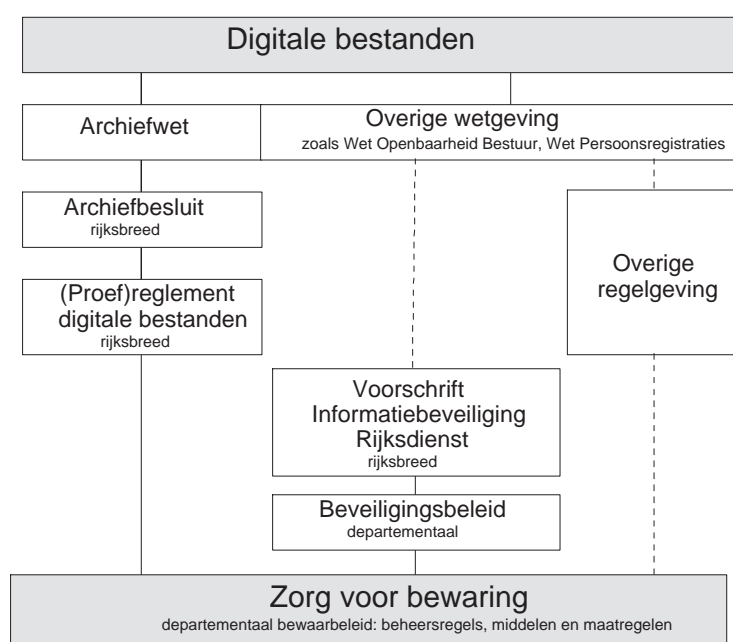 Digitale bestanden
Archiefwet
Overige wetgeving
zoals Wet Openbaarheid Bestuur, Wet Persoonsregistraties
Archiefbesluit
rijksbreed
(Proef)reglement
digitale bestanden
rijksbreed
Overige
regelgeving
Voorschrift
Informatiebeveiliging
Rijksdienst
rijksbreed
Beveiligingsbeleid
departementaal
Zorg voor bewaring
departementaal bewaarbeleid: beheersregels, middelen en maatregelen